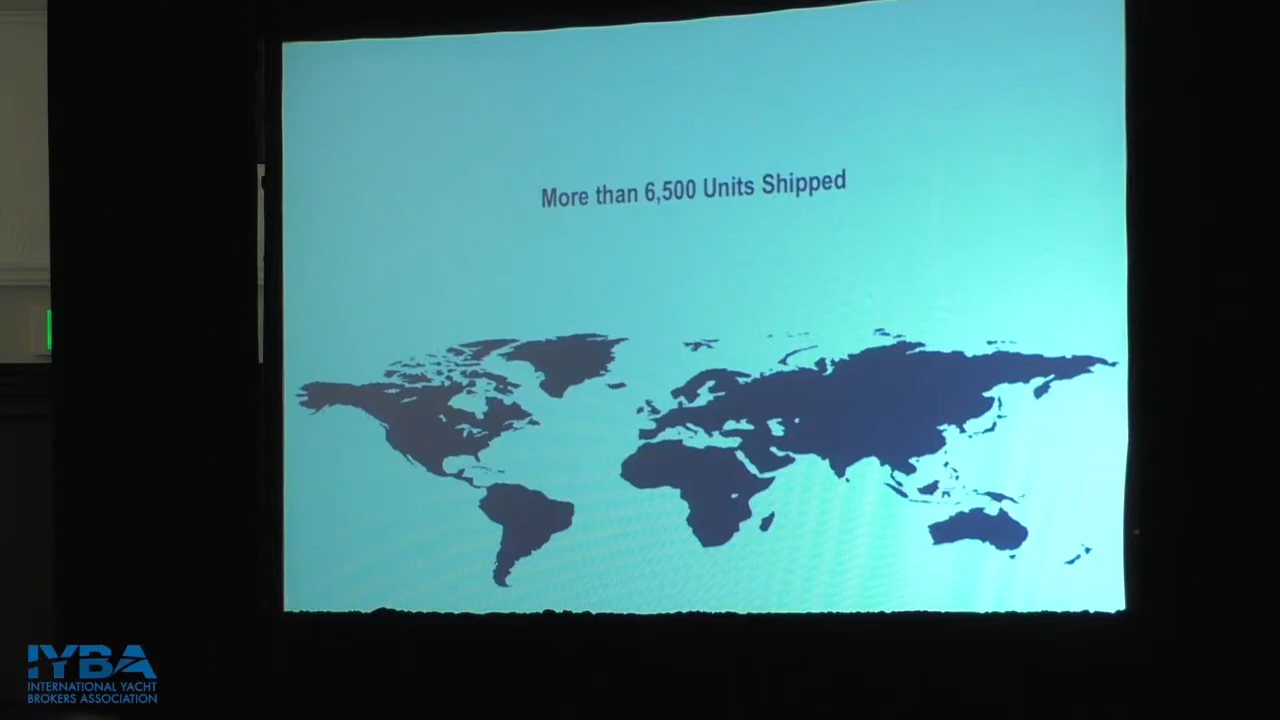 More than 6,500 Units Shipped
IYBA
INTERNATIONAL YACHT
BROKERS ASSOCIATION